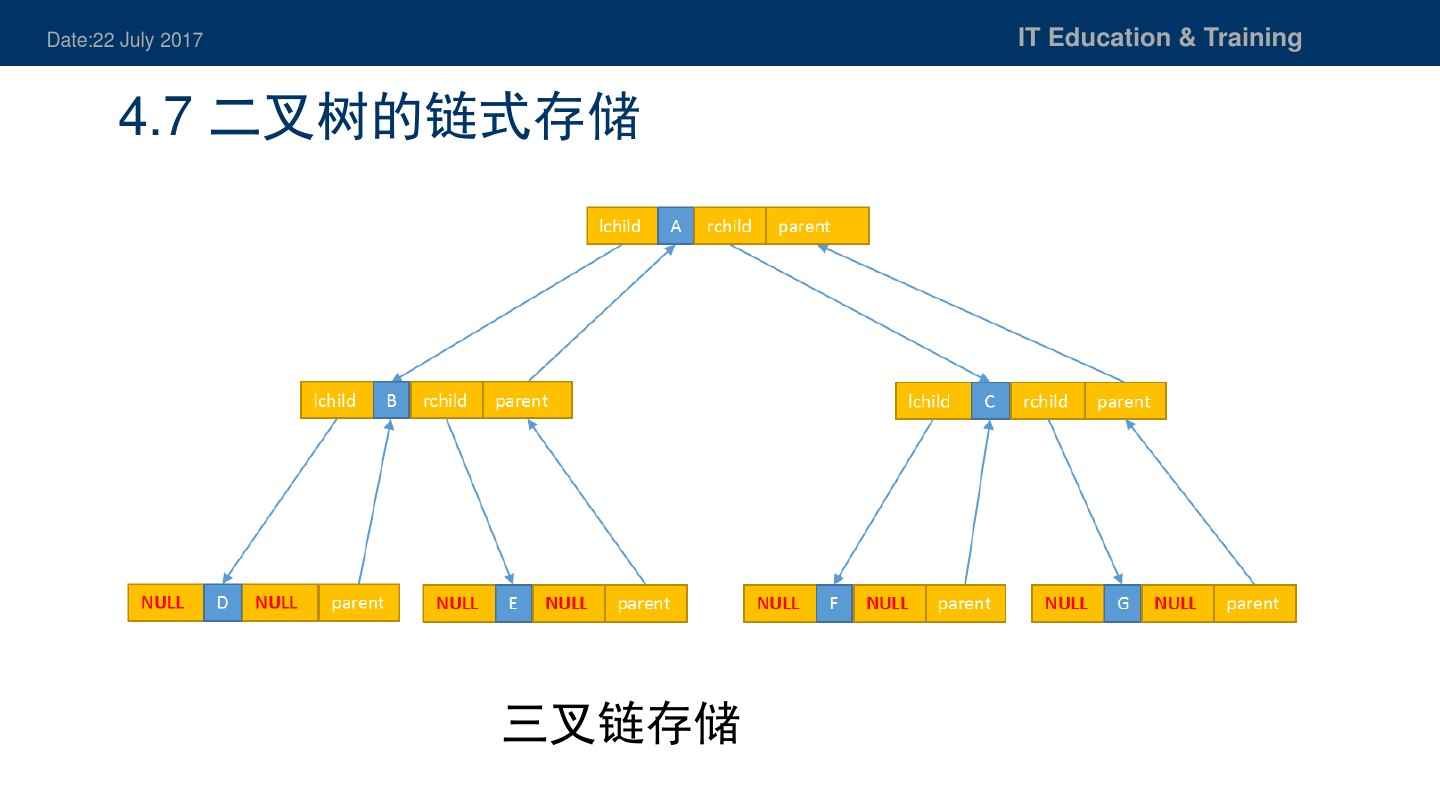 Date:22 July 2017
IT Education & Training
4.7 二叉树的链式存储
lchild A rchild parent
lchild B rchild parent
lchild C rchild parent
NULL D NULL parent
NULL E NULL parent
NULL F NULL parent
NULL G NULL parent
三叉链存储